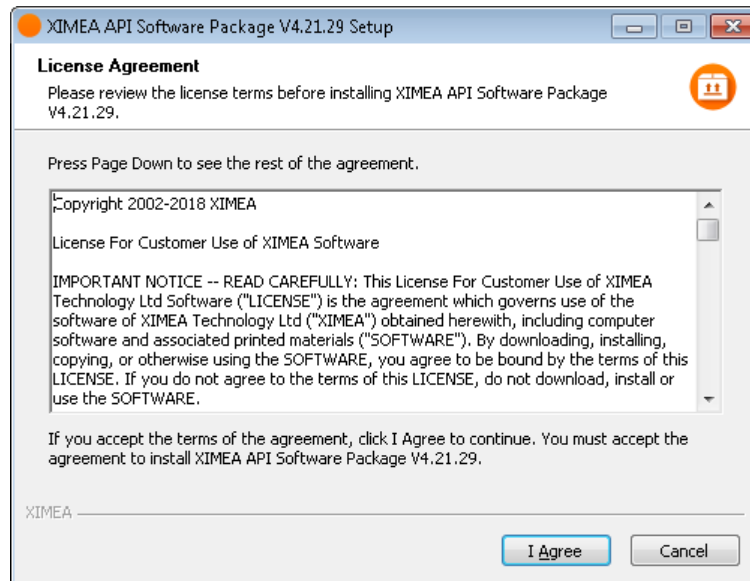 XIMEA API Software Package V4.21.29 Setup
License Agreement
Please review the license terms before installing XIMEA API Software Package
V4.21.29.
Press Page Down to see the rest of the agreement.
Copyright 2002-2018 XIMEA
License For Customer Use of XIMEA Software
IMPORTANT NOTICE -- READ CAREFULLY: This License For Customer Use of XIMEA
Technology Ltd Software ("LICENSE") is the agreement which governs use of the
software of XIMEA Technology Ltd ("XIMEA") obtained herewith, including computer
software and associated printed materials ("SOFTWARE"). By downloading, installing,
copying, or otherwise using the SOFTWARE, you agree to be bound by the terms of this
LICENSE. If you do not agree to the terms of this LICENSE, do not download, install or
use the SOFTWARE.
If you accept the terms of the agreement, click I Agree to continue. You must accept the
agreement to install XIMEA API Software Package V4.21.29.
XIMEA
I Agree
Cancel